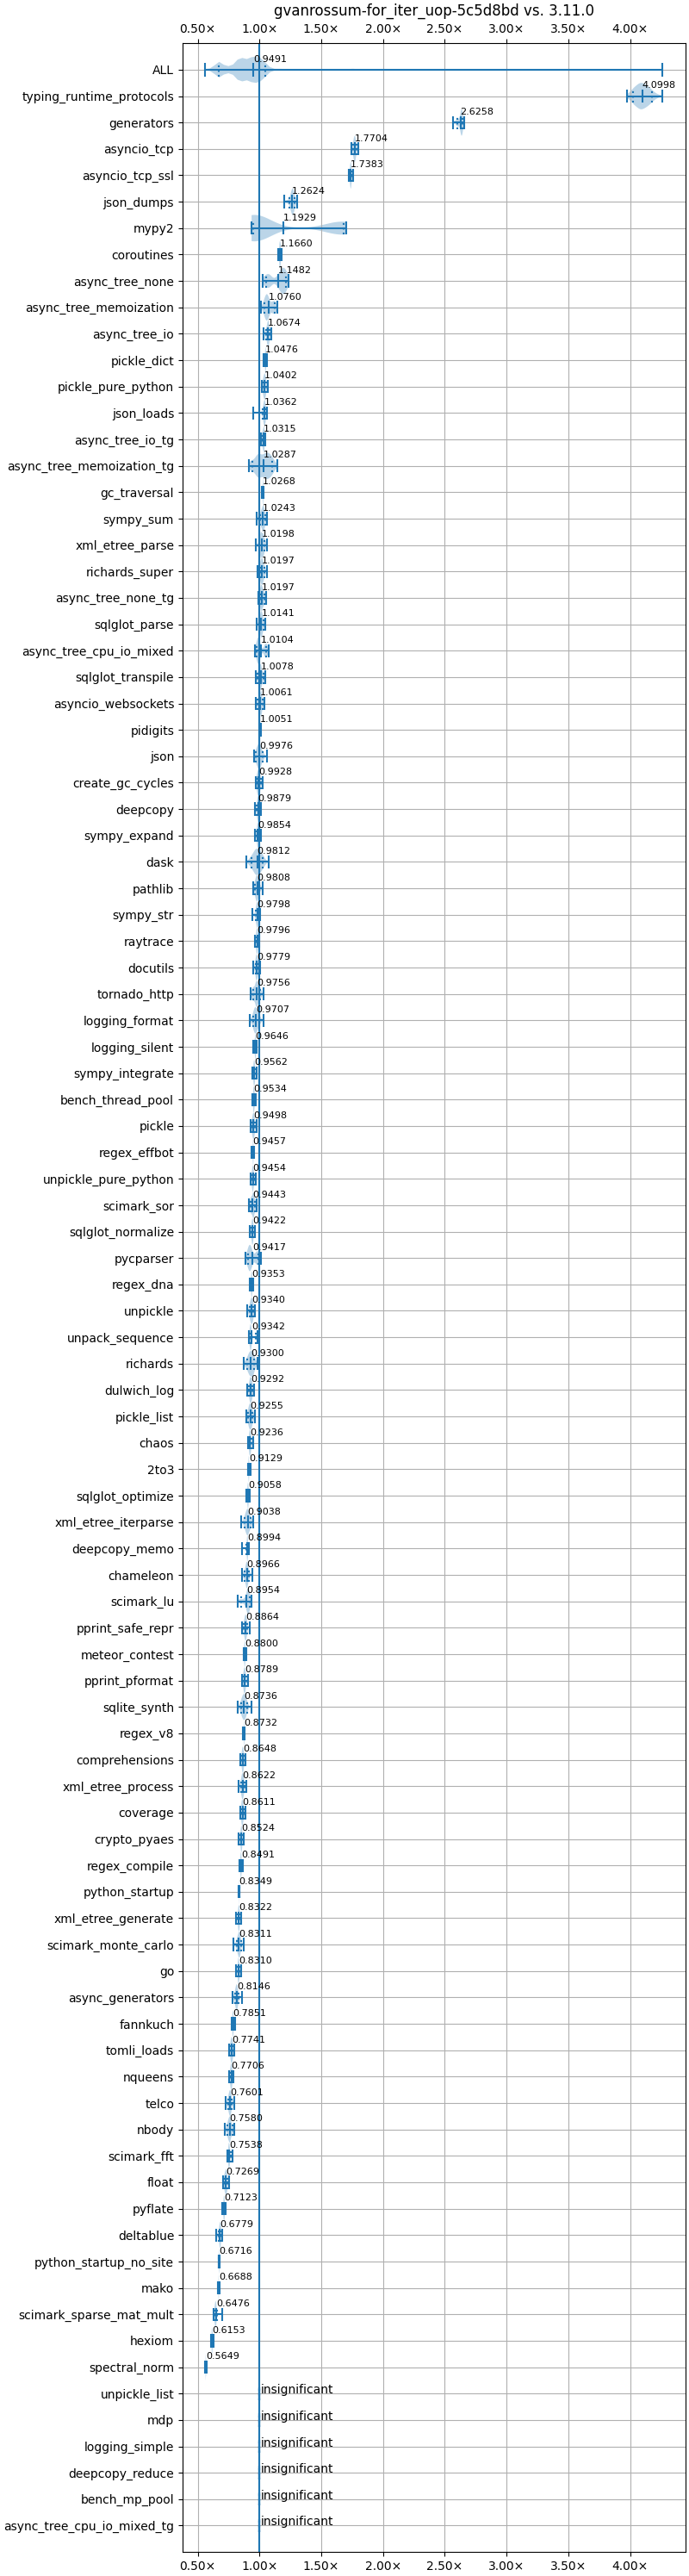 gvanrossum-for_iter_uop-5c5d8bd vs. 3.11.0
0.50× 1.00× 1.50× 2.00× 2.50× 3.00× 3.50× 4.00×
ALL 0.9491
typing_runtime_protocols 4.0998
generators 2.6258
asyncio_tcp 1.7704
asyncio_tcp_ssl 1.7383
json_dumps 1.2624
mypy2 1.1929
coroutines 1.1660
async_tree_none 1.1482
async_tree_memoization 1.0760
async_tree_io 1.0674
pickle_dict 1.0476
pickle_pure_python 1.0402
json_loads 1.0362
async_tree_io_tg 1.0315
async_tree_memoization_tg 1.0287
gc_traversal 1.0268
sympy_sum 1.0243
xml_etree_parse 1.0198
richards_super 1.0197
async_tree_none_tg 1.0197
sqlglot_parse 1.0141
async_tree_cpu_io_mixed 1.0104
sqlglot_transpile 1.0078
asyncio_websockets 1.0061
pidigits 1.0051
json 0.9976
create_gc_cycles 0.9928
deepcopy 0.9879
sympy_expand 0.9854
dask 0.9812
pathlib 0.9808
sympy_str 0.9798
raytrace 0.9796
docutils 0.9779
tornado_http 0.9756
logging_format 0.9707
logging_silent 0.9646
sympy_integrate 0.9562
bench_thread_pool 0.9534
pickle 0.9498
regex_effbot 0.9457
unpickle_pure_python 0.9454
scimark_sor 0.9443
sqlglot_normalize 0.9422
pycparser 0.9417
regex_dna 0.9353
unpickle 0.9340
unpack_sequence 0.9342
richards 0.9300
dulwich_log 0.9292
pickle_list 0.9255
chaos 0.9236
2to3 0.9129
sqlglot_optimize 0.9058
xml_etree_iterparse 0.9038
deepcopy_memo 0.8994
chameleon 0.8966
scimark_lu 0.8954
pprint_safe_repr 0.8864
meteor_contest 0.8800
pprint_pformat 0.8789
sqlite_synth 0.8736
regex_v8 0.8732
comprehensions 0.8648
xml_etree_process 0.8622
coverage 0.8611
crypto_pyaes 0.8524
regex_compile 0.8491
python_startup 0.8349
xml_etree_generate 0.8322
scimark_monte_carlo 0.8311
go 0.8310
async_generators 0.8146
fannkuch 0.7851
tomli_loads 0.7741
nqueens 0.7706
telco 0.7601
nbody 0.7580
scimark_fft 0.7538
float 0.7269
pyflate 0.7123
deltablue 0.6779
python_startup_no_site 0.6716
mako 0.6688
scimark_sparse_mat_mult 0.6476
hexiom 0.6153
spectral_norm 0.5649
unpickle_list insignificant
mdp insignificant
logging_simple insignificant
deepcopy_reduce insignificant
bench_mp_pool insignificant
async_tree_cpu_io_mixed_tg insignificant
0.50× 1.00× 1.50× 2.00× 2.50× 3.00× 3.50× 4.00×